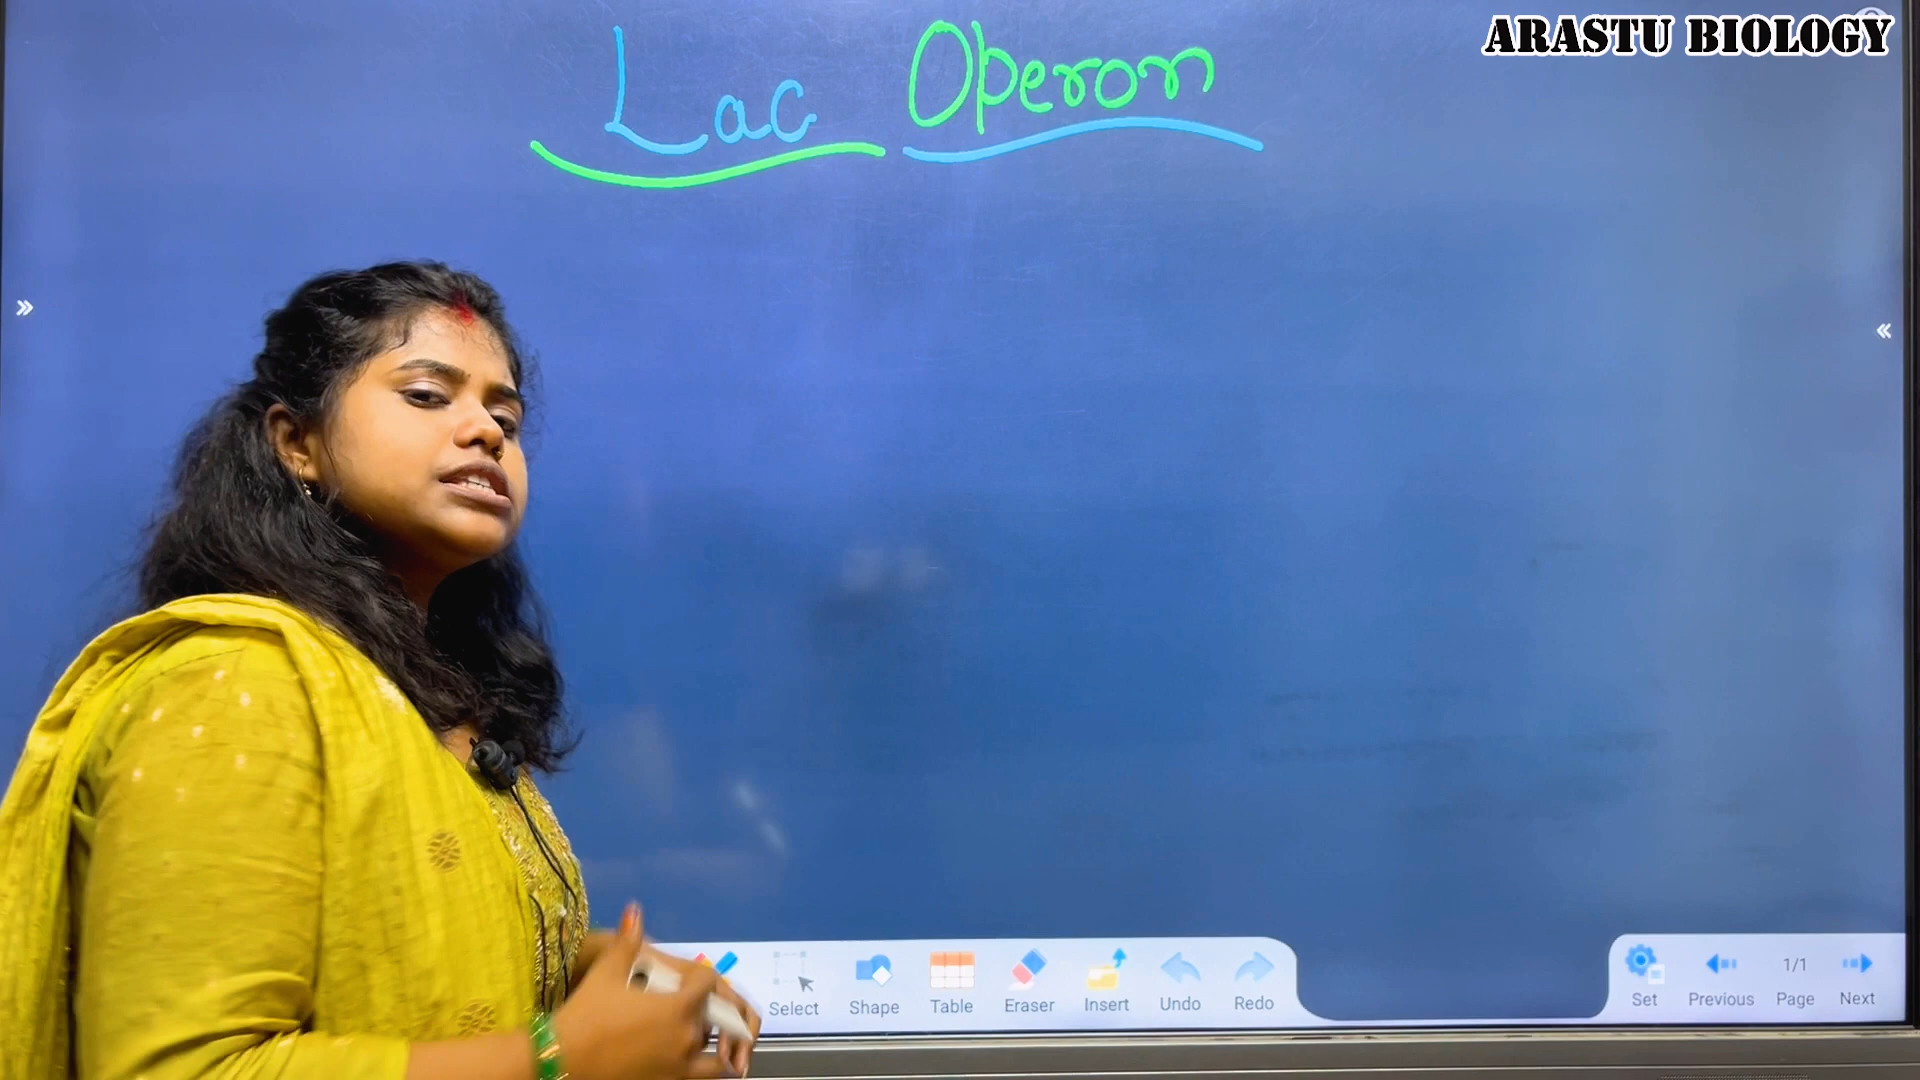 ARASTU BIOLOGY
Lac Operon
Select Shape Table Eraser Insert Undo Redo
Set Previous 1/1 Page Next